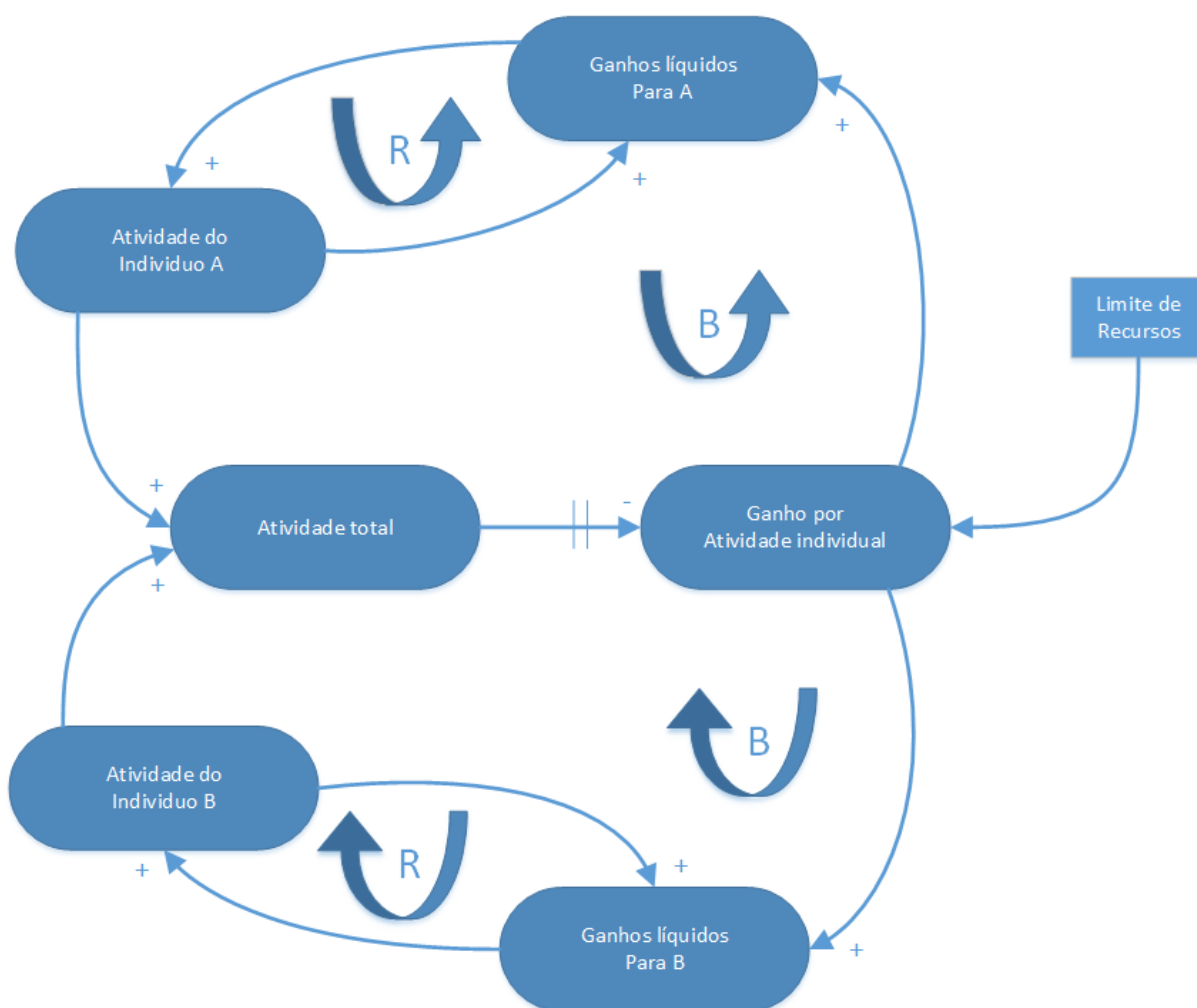 Ganhos líquidos
Para A
R
+
+
+
Atividade do
Individuo A
B
Limite de
Recursos
+
-
Atividade total
Ganho por
Atividade individual
+
B
Atividade do
Individuo B
R
+
+
Ganhos líquidos
Para B
+